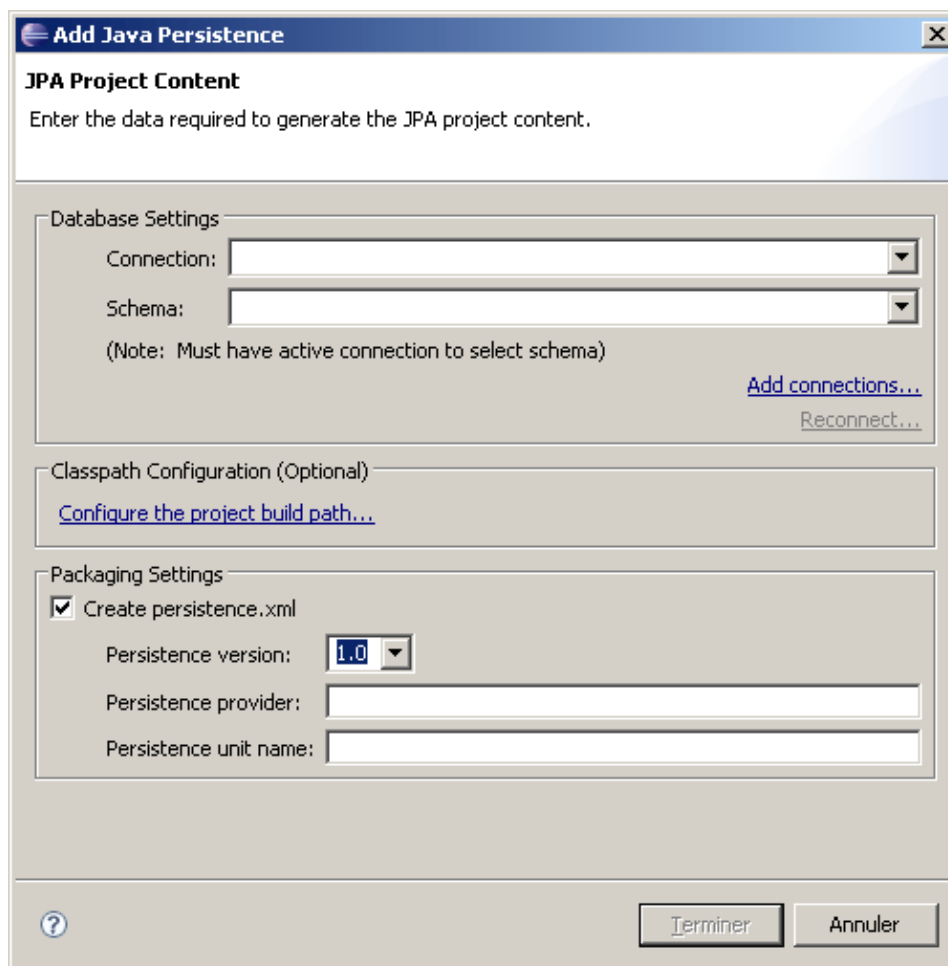 Add Java Persistence
JPA Project Content
Enter the data required to generate the JPA project content.
Database Settings
Connection:
Schema:
(Note: Must have active connection to select schema)
Add connections...
Reconnect...
Classpath Configuration (Optional)
Configure the project build path...
Packaging Settings
Create persistence.xml
Persistence version: 1.0
Persistence provider:
Persistence unit name:
? Terminer Annuler